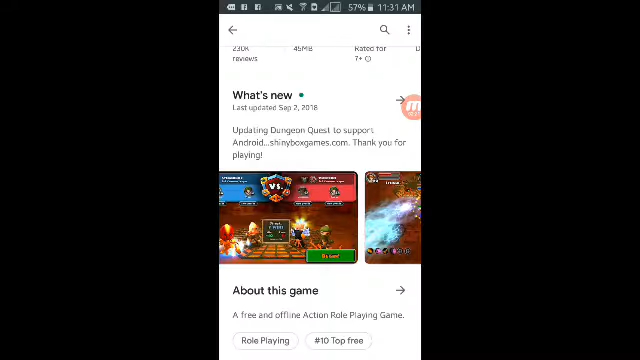 57% 11:31 AM
230K 45MB Rated for
reviews 7+
What's new
Last updated Sep 2, 2018
Updating Dungeon Quest to support
Android...shinyboxgames.com. Thank you for
playing!
VS.
About this game
A free and offline Action Role Playing Game.
Role Playing #10 Top free